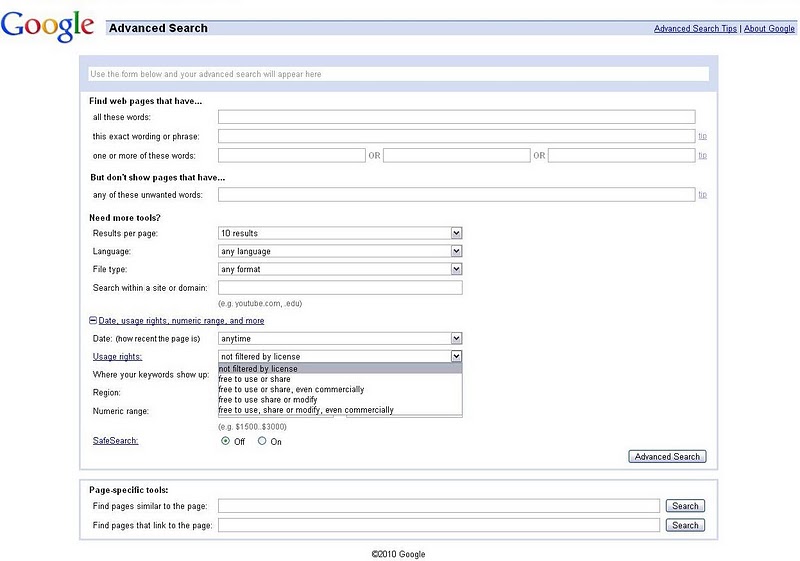 Google Advanced Search Advanced Search Tips | About Google
Use the form below and your advanced search will appear here
Find web pages that have...
all these words:
this exact wording or phrase: tip
one or more of these words: OR OR tip
But don't show pages that have...
any of these unwanted words: tip
Need more tools?
Results per page: 10 results
Language: any language
File type: any format
Search within a site or domain:
(e.g. youtube.com, .edu)
Date, usage rights, numeric range, and more
Date: (how recent the page is) anytime
Usage rights: not filtered by license
not filtered by license
Where your keywords show up:
free to use or share
free to use or share, even commercially
Region:
free to use share or modify
Numeric range:
free to use, share or modify, even commercially
(e.g. $1500..$3000)
SafeSearch: Off On
Advanced Search
Page-specific tools:
Find pages similar to the page: Search
Find pages that link to the page: Search
©2010 Google